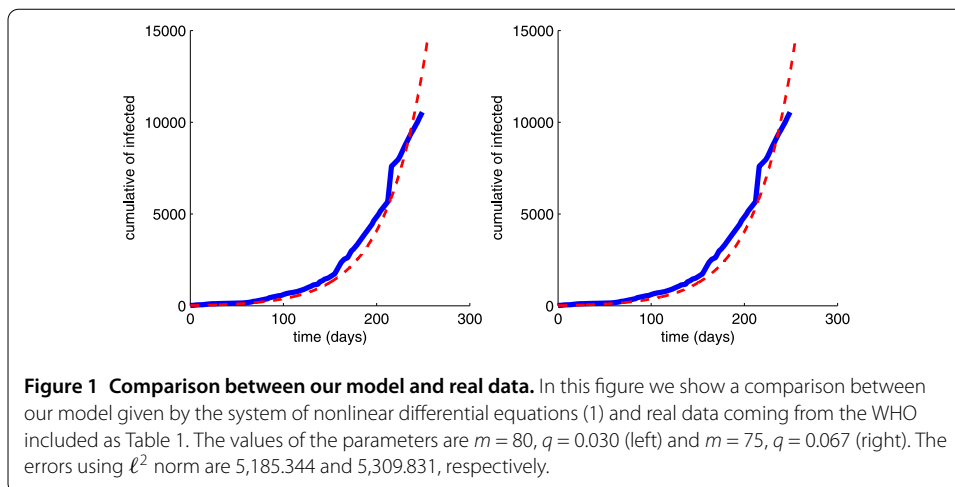 15000
10000
5000
0
cumulative of infected
0 100 200 300
time (days)
15000
10000
5000
0
cumulative of infected
0 100 200 300
time (days)
Figure 1 Comparison between our model and real data. In this figure we show a comparison between
our model given by the system of nonlinear differential equations (1) and real data coming from the WHO
included as Table 1. The values of the parameters are m = 80, q = 0.030 (left) and m = 75, q = 0.067 (right). The
errors using ℓ² norm are 5,185.344 and 5,309.831, respectively.